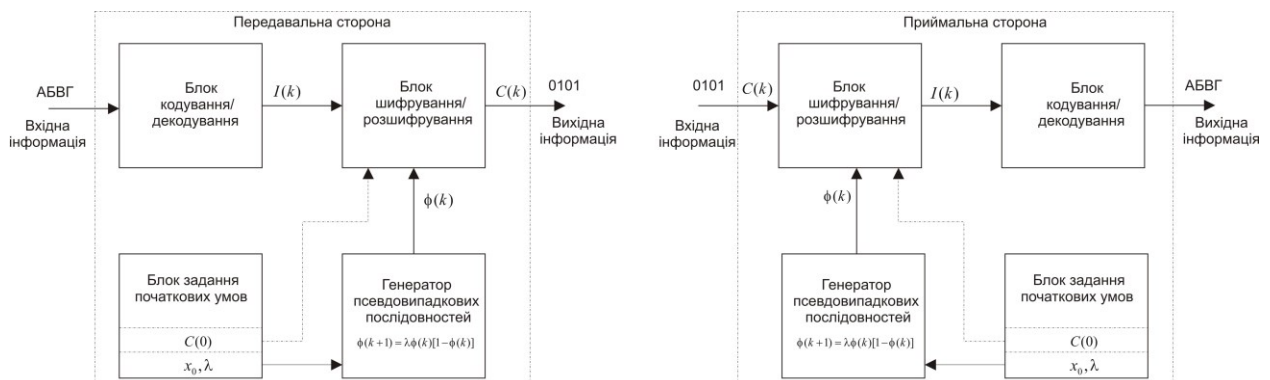 Передавальна сторона
АБВГ
Вхідна
інформація
Блок
кодування/
декодування
I(k)
Блок
шифрування/
розшифрування
C(k)
0101
Вихідна
інформація
ϕ(k)
Блок задання
початкових умов
C(0)
x₀, λ
Генератор
псевдовипадкових
послідовностей
ϕ(k+1) = λϕ(k)[1−ϕ(k)]
Приймальна сторона
0101
C(k)
Вхідна
інформація
Блок
шифрування/
розшифрування
I(k)
Блок
кодування/
декодування
АБВГ
Вихідна
інформація
ϕ(k)
Генератор
псевдовипадкових
послідовностей
ϕ(k+1) = λϕ(k)[1−ϕ(k)]
Блок задання
початкових умов
C(0)
x₀, λ